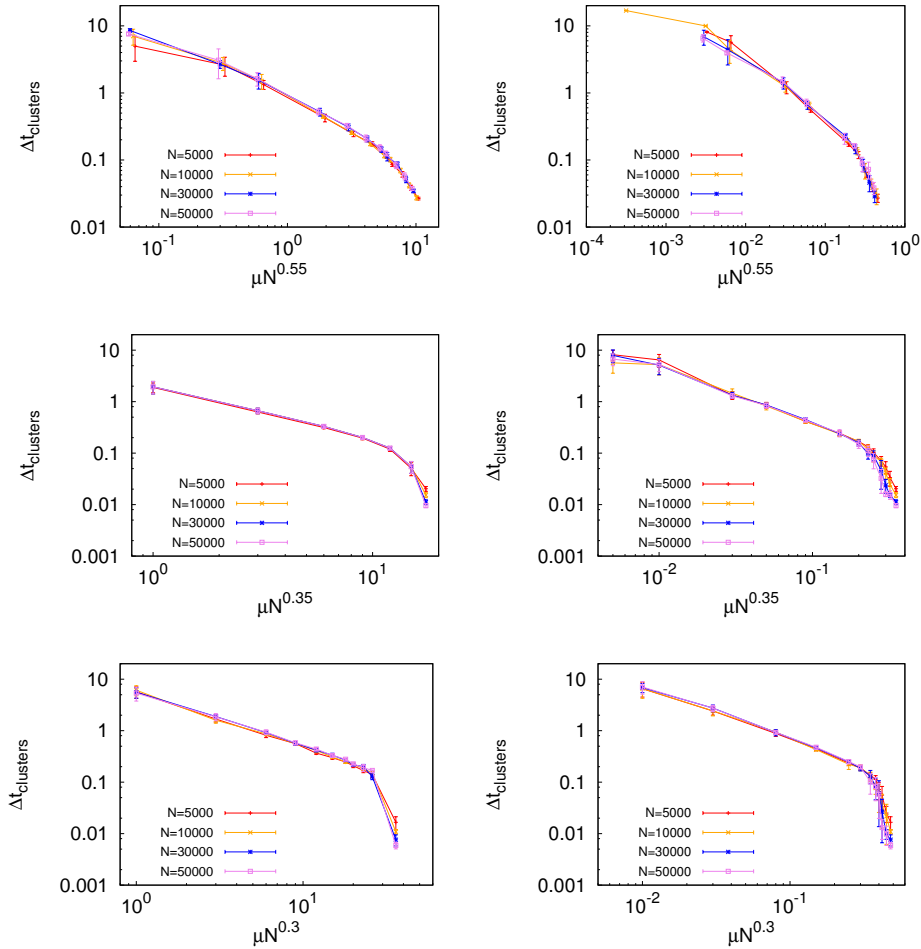 10
1
0.1
0.01
Δt_clusters
N=5000
N=10000
N=30000
N=50000
10^-1 10^0 10^1
μN^0.55
10
1
0.1
0.01
Δt_clusters
N=5000
N=10000
N=30000
N=50000
10^-4 10^-3 10^-2 10^-1 10^0
μN^0.55
10
1
0.1
0.01
0.001
Δt_clusters
N=5000
N=10000
N=30000
N=50000
10^0 10^1
μN^0.35
10
1
0.1
0.01
0.001
Δt_clusters
N=5000
N=10000
N=30000
N=50000
10^-2 10^-1
μN^0.35
10
1
0.1
0.01
0.001
Δt_clusters
N=5000
N=10000
N=30000
N=50000
10^0 10^1
μN^0.3
10
1
0.1
0.01
0.001
Δt_clusters
N=5000
N=10000
N=30000
N=50000
10^-2 10^-1
μN^0.3